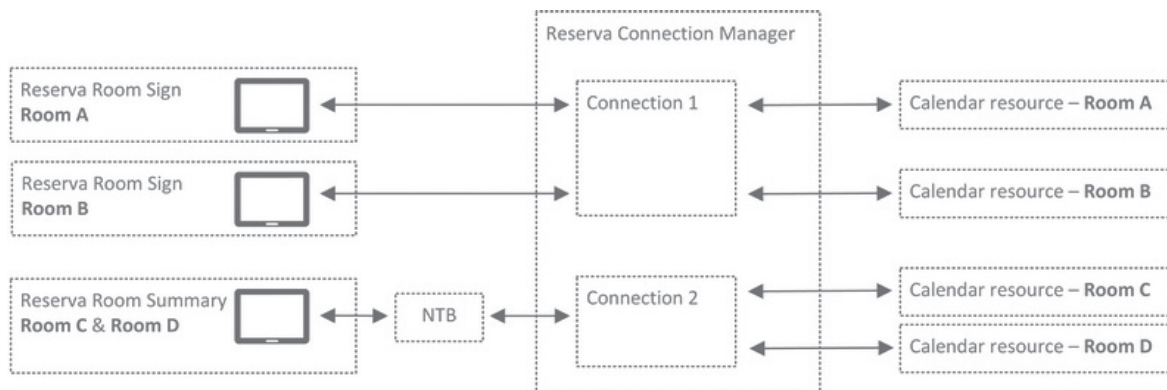 Reserva Connection Manager
Reserva Room Sign
Room A
Connection 1
Calendar resource – Room A
Reserva Room Sign
Room B
Calendar resource – Room B
Reserva Room Summary
Room C & Room D
NTB
Connection 2
Calendar resource – Room C
Calendar resource – Room D